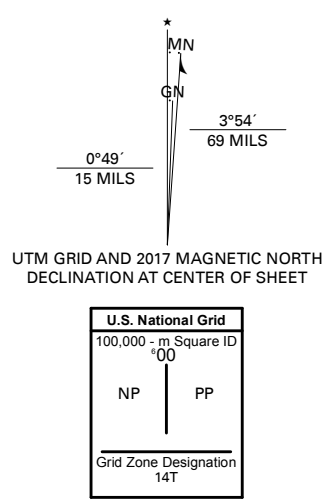 ★
MN
GN
3°54´
69 MILS
0°49´
15 MILS
UTM GRID AND 2017 MAGNETIC NORTH
DECLINATION AT CENTER OF SHEET
U.S. National Grid
100,000 - m Square ID
⁶00
NP PP
Grid Zone Designation
14T